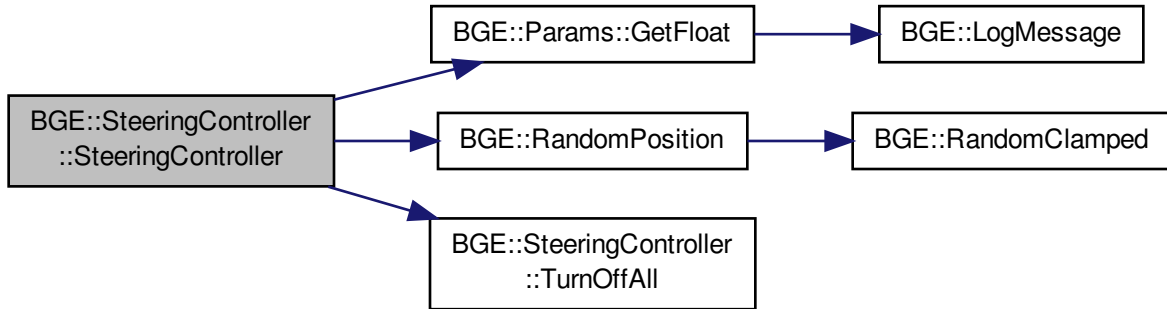 BGE::Params::GetFloat
BGE::LogMessage
BGE::SteeringController
::SteeringController
BGE::RandomPosition
BGE::RandomClamped
BGE::SteeringController
::TurnOffAll